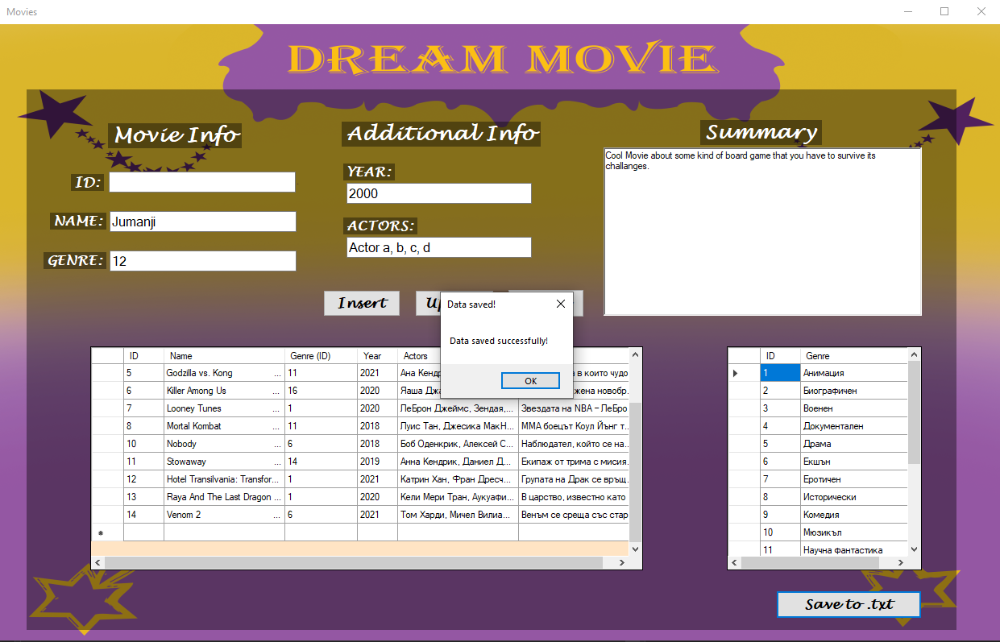 Movies
DREAM MOVIE
Movie Info
Additional Info
Summary
ID:
NAME: Jumanji
GENRE: 12
YEAR:
2000
ACTORS:
Actor a, b, c, d
Cool Movie about some kind of board game that you have to survive its
challanges.
Insert
Up
Data saved!
Data saved successfully!
OK
ID Name Genre (ID) Year Actors
5 Godzilla vs. Kong ... 11 2021 Ана Кендр в които чудо
6 Killer Among Us ... 16 2020 Яаша Джа жена новобр...
7 Looney Tunes ... 1 2020 ЛеБрон Джеймс, Зендая,... Звездата на NBA – ЛеБро
8 Mortal Kombat ... 11 2018 Луис Тан, Джесика МакН... ММА боецът Коул Йънг т...
10 Nobody ... 6 2018 Боб Оденкрик, Алексей С... Наблюдател, който се на...
11 Stowaway ... 14 2019 Анна Кендрик, Даниел Д... Екипаж от трима с мисия...
12 Hotel Transilvania: Transfor... 1 2021 Катрин Хан, Фран Дресч... Групата на Драк се връщ...
13 Raya And The Last Dragon ... 1 2020 Кели Мери Тран, Аукуафи... В царство, известно като
14 Venom 2 ... 6 2021 Том Харди, Мичел Вилиа... Венъм се среща със стар
ID Genre
1 Анимация
2 Биографичен
3 Военен
4 Документален
5 Драма
6 Екшън
7 Еротичен
8 Исторически
9 Комедия
10 Мюзикъл
11 Научна фантастика
Save to .txt